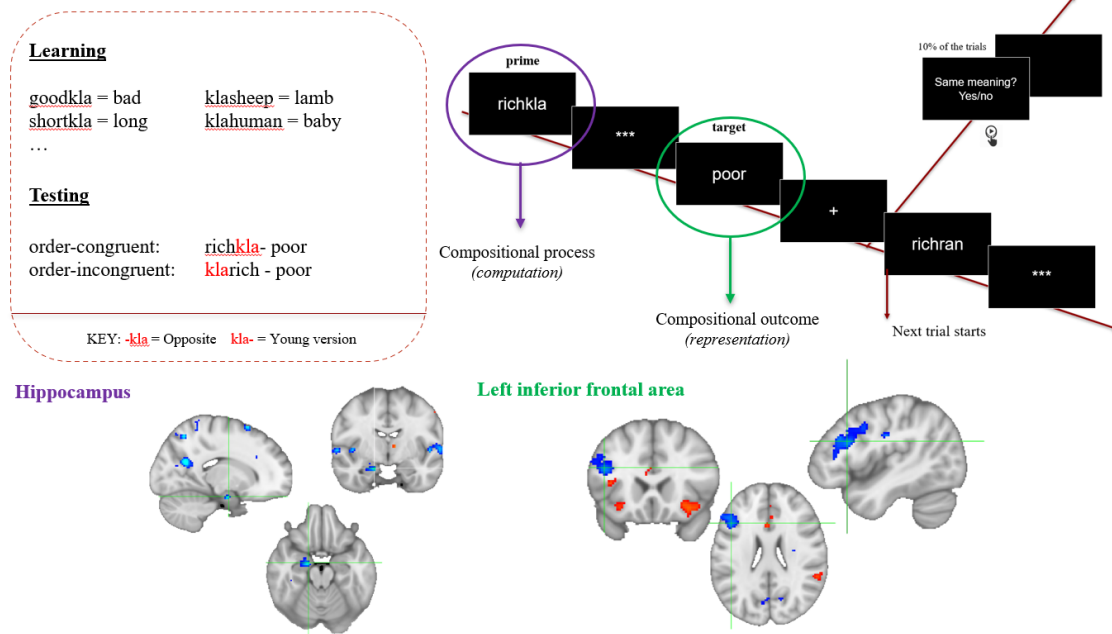 Learning
goodkla = bad klasheep = lamb
shortkla = long klahuman = baby
…
Testing
order-congruent: richkla- poor
order-incongruent: klarich - poor
KEY: -kla = Opposite kla- = Young version
prime
richkla
***
target
poor
+
richran
***
10% of the trials
Same meaning?
Yes/no
Compositional process
(computation)
Compositional outcome
(representation)
Next trial starts
Hippocampus
Left inferior frontal area